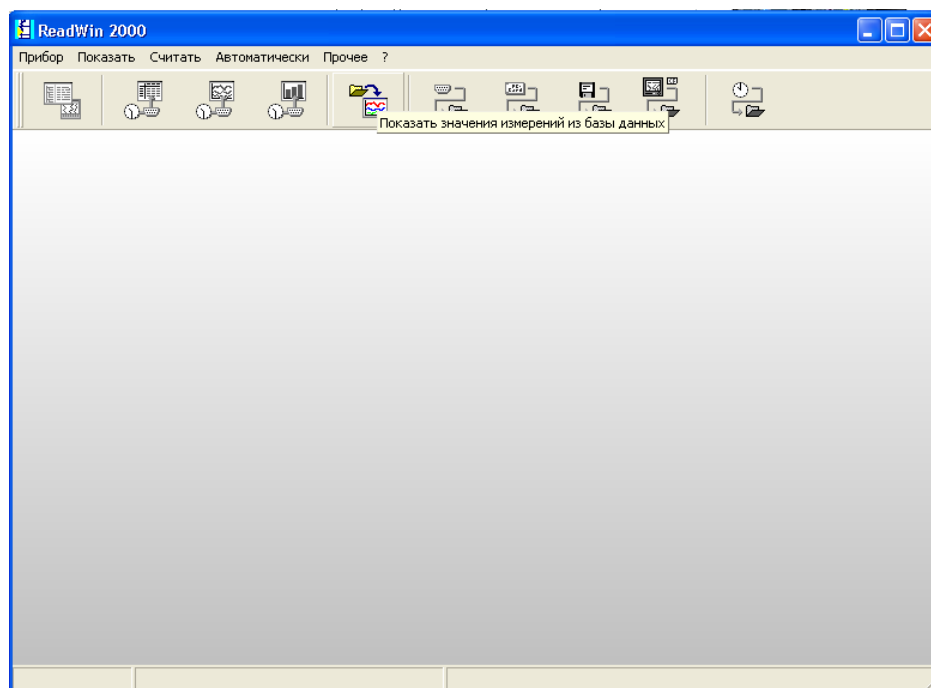 ReadWin 2000
Прибор Показать Считать Автоматически Прочее ?
Показать значения измерений из базы данных